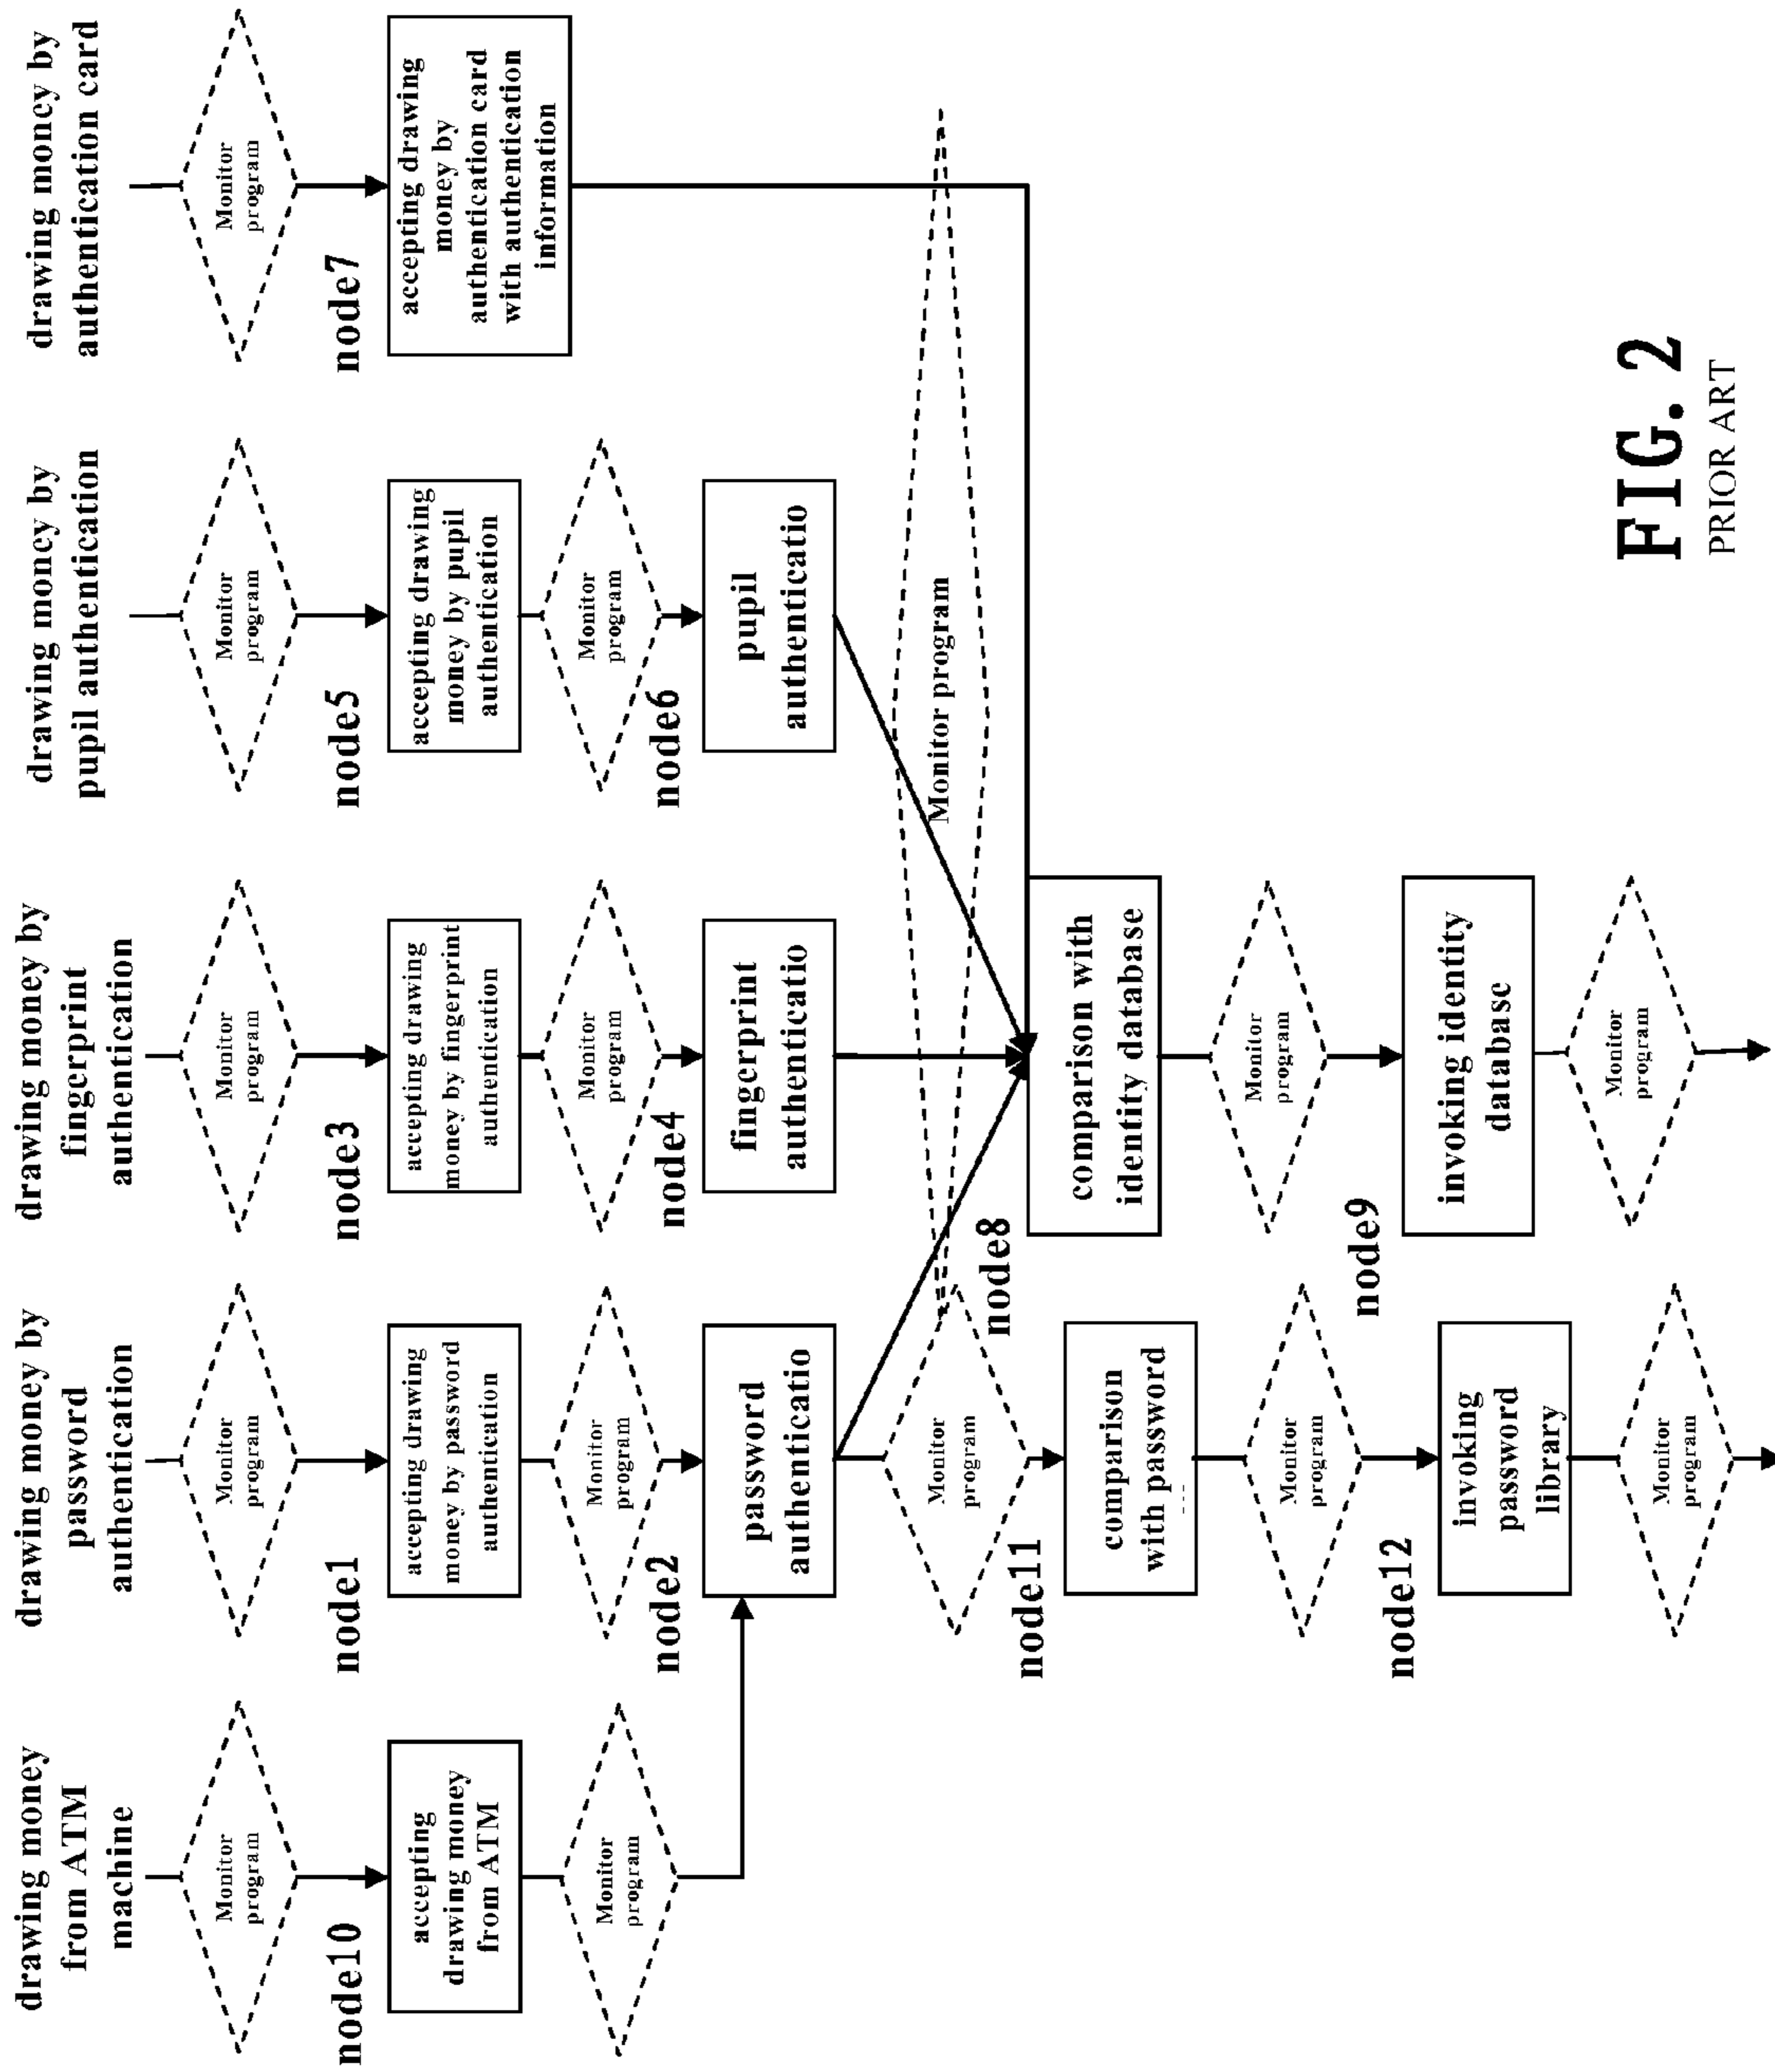 drawing money
from ATM
machine
drawing money by
password
authentication
drawing money by
fingerprint
authentication
drawing money by
pupil authentication
drawing money by
authentication card
Monitor
program
Monitor
program
Monitor
program
Monitor
program
Monitor
program
node10
node1
node3
node5
node7
accepting
drawing money
from ATM
accepting drawing
money by password
authentication
accepting drawing
money by fingerprint
authentication
accepting drawing
money by pupil
authentication
accepting drawing
money by
authentication card
with authentication
information
Monitor
program
Monitor
program
Monitor
program
Monitor
program
node2
node4
node6
password
authenticatio
fingerprint
authenticatio
pupil
authenticatio
Monitor
program
Monitor program
node11
node8
comparison
with password
comparison with
identity database
Monitor
program
Monitor
program
node12
node9
invoking
password
library
invoking identity
database
Monitor
program
Monitor
program
FIG. 2
PRIOR ART